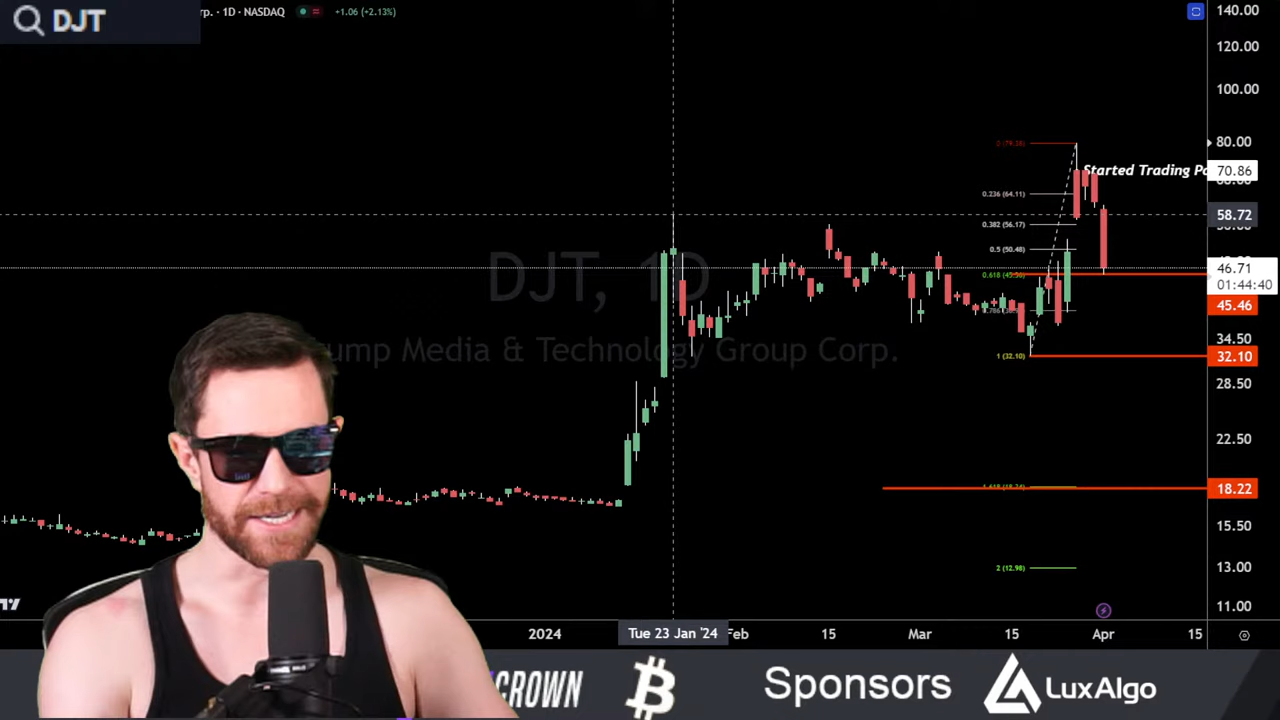 DJT
rp. · 1D · NASDAQ
+1.06 (+2.13%)
140.00
120.00
100.00
80.00
70.86
58.72
46.71
01:44:40
45.46
34.50
32.10
28.50
22.50
18.22
15.50
13.00
11.00
2 (79.38)
Started Trading
0.236 (64.11)
0.382 (56.17)
0.5 (50.48)
1 (32.10)
2 (12.98)
DJT, 1D
ump Media & Technology Group Corp.
2024
Tue 23 Jan '24
Feb
15
Mar
15
Apr
15
CROWN
Sponsors
LuxAlgo